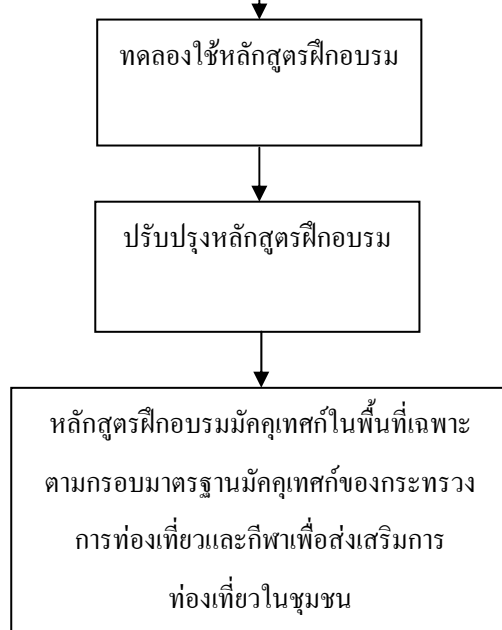 ทดลองใช้หลักสูตรฝึกอบรม
ปรับปรุงหลักสูตรฝึกอบรม
หลักสูตรฝึกอบรมมัคคุเทศก์ในพื้นที่เฉพาะ
ตามกรอบมาตรฐานมัคคุเทศก์ของกระทรวง
การท่องเที่ยวและกีฬาเพื่อส่งเสริมการ
ท่องเที่ยวในชุมชน